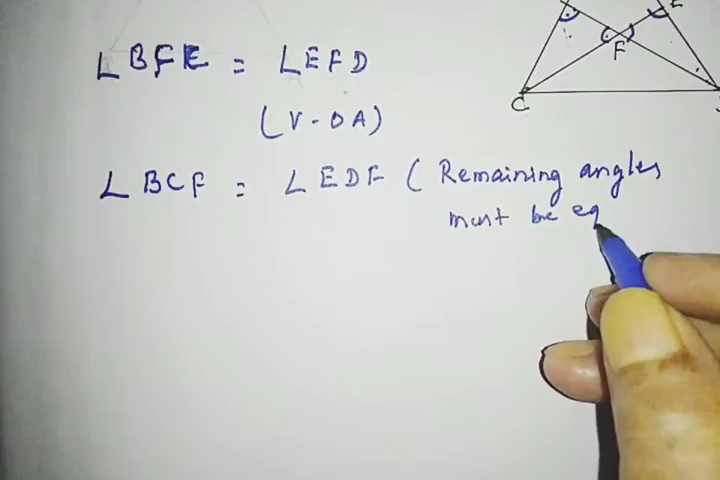 ∠BFE = ∠EFD
(V-OA)
∠BCF = ∠EDF (Remaining angles
must be eq
E
F
C